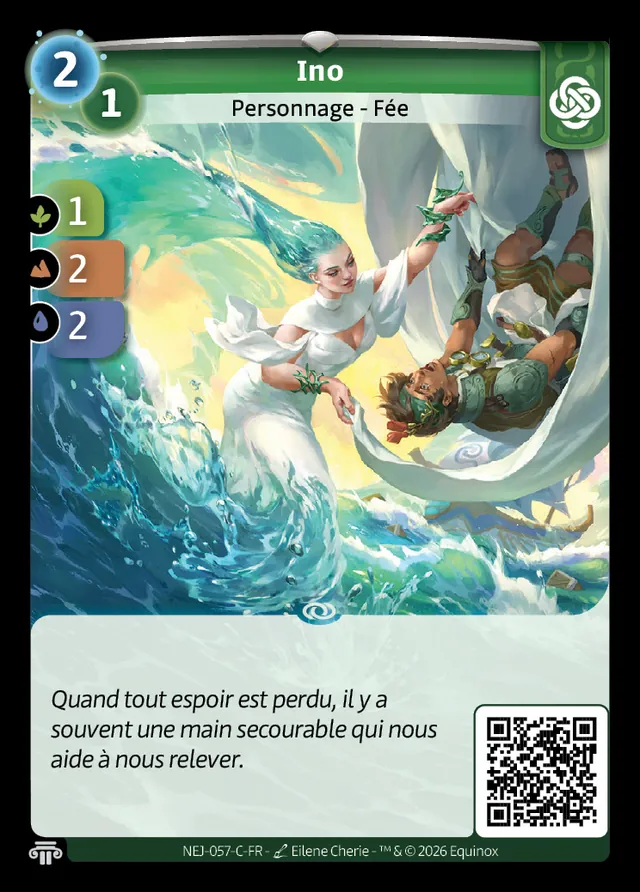 2
1
Ino
Personnage - Fée
1
2
2
Quand tout espoir est perdu, il y a
souvent une main secourable qui nous
aide à nous relever.
NEJ-057-C-FR - Eilene Cherie - ™ & © 2026 Equinox